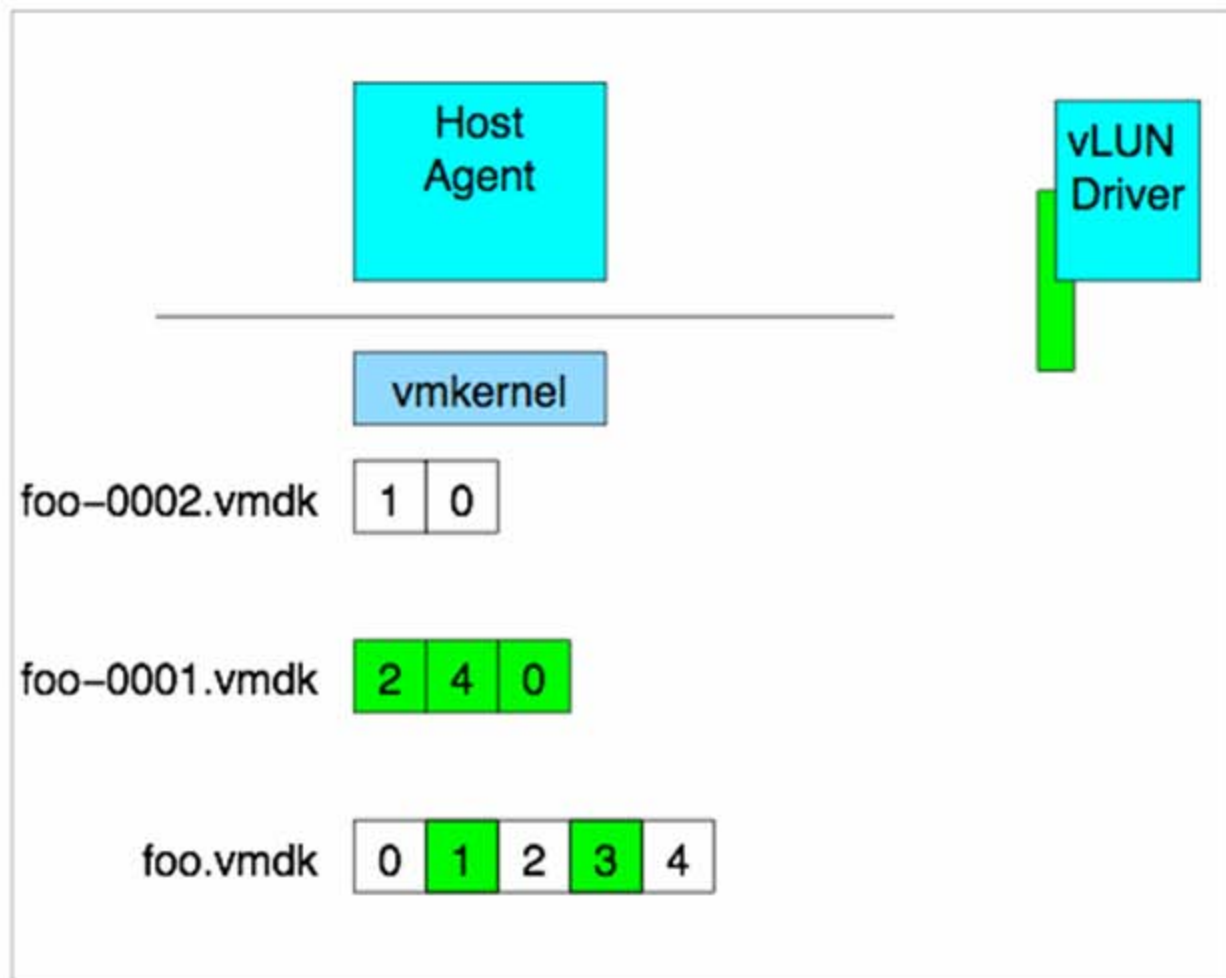 Host
Agent
vLUN
Driver
vmkernel
foo–0002.vmdk 1 0
foo–0001.vmdk 2 4 0
foo.vmdk 0 1 2 3 4